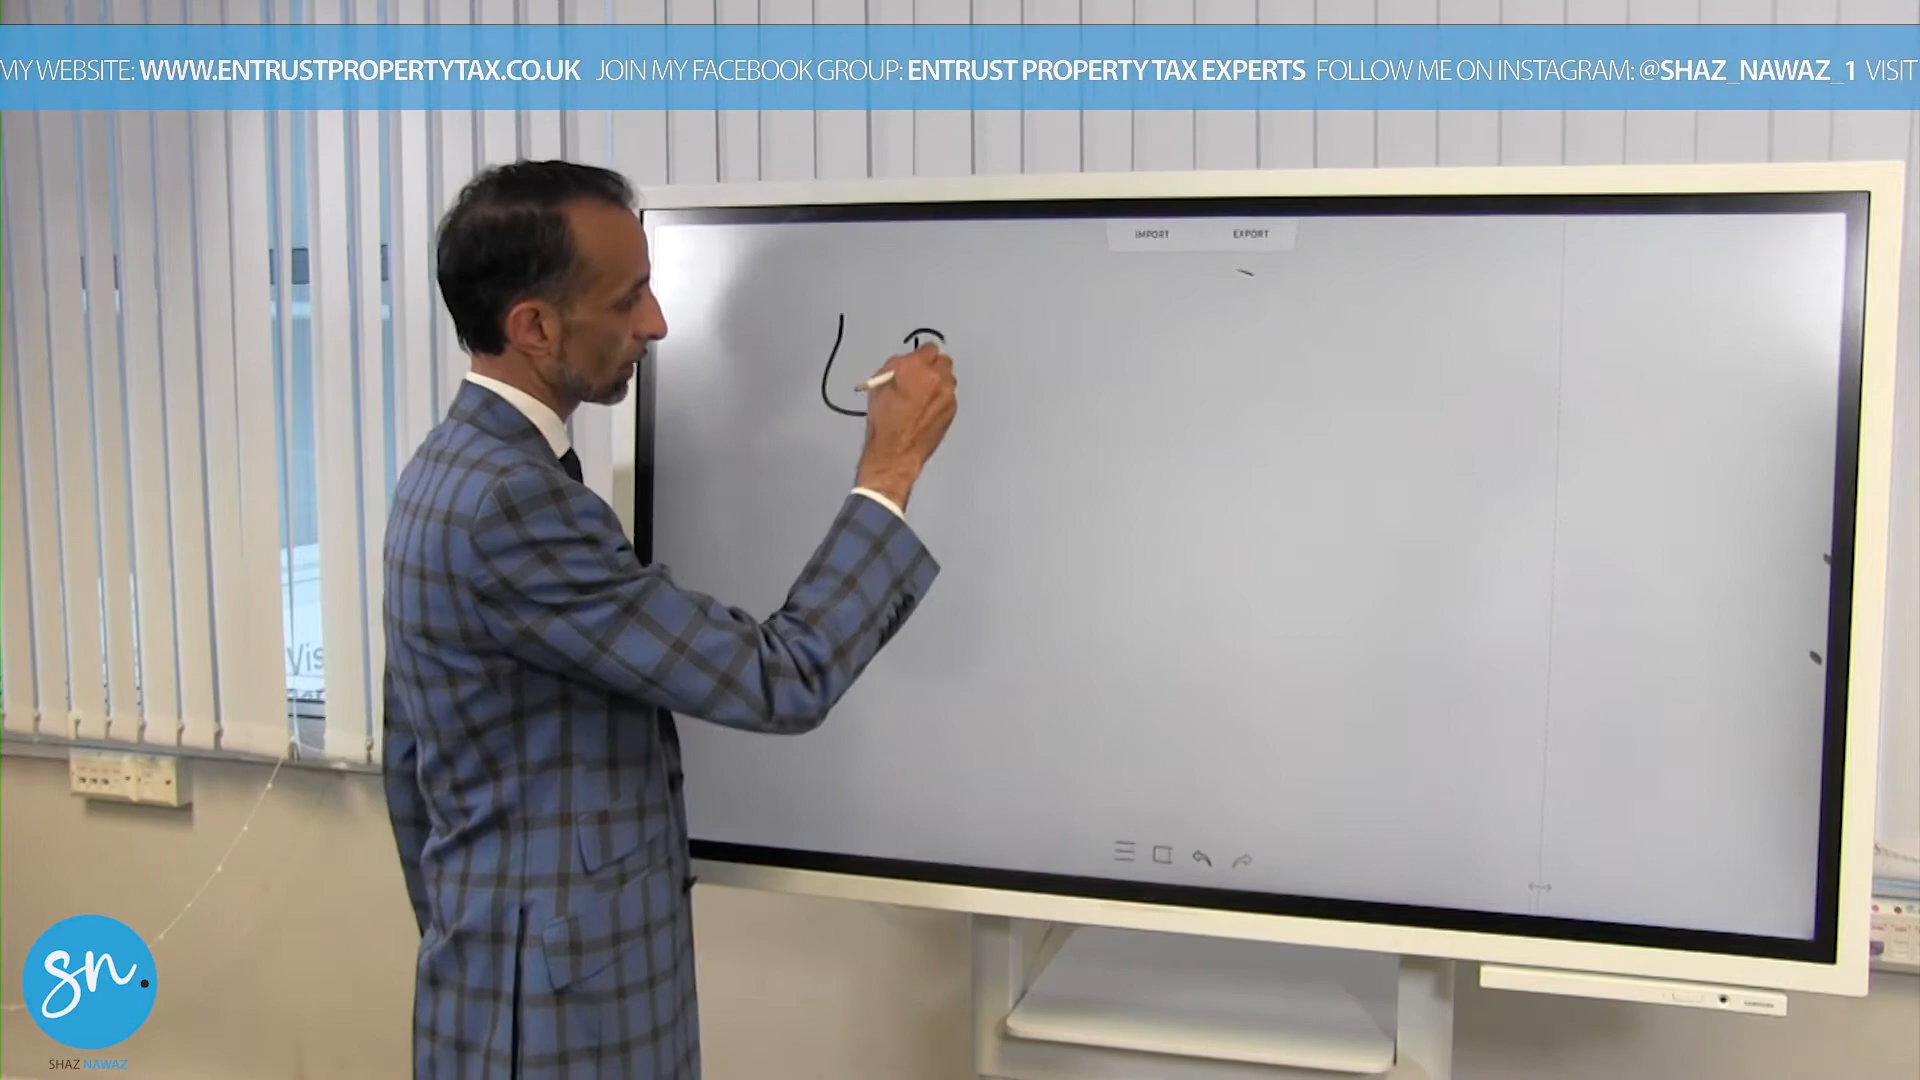 MY WEBSITE: WWW.ENTRUSTPROPERTYTAX.CO.UK JOIN MY FACEBOOK GROUP: ENTRUST PROPERTY TAX EXPERTS FOLLOW ME ON INSTAGRAM: @SHAZ_NAWAZ_1 VISIT
IMPORT EXPORT
L
Vis
sn.
SHAZ NAWAZ